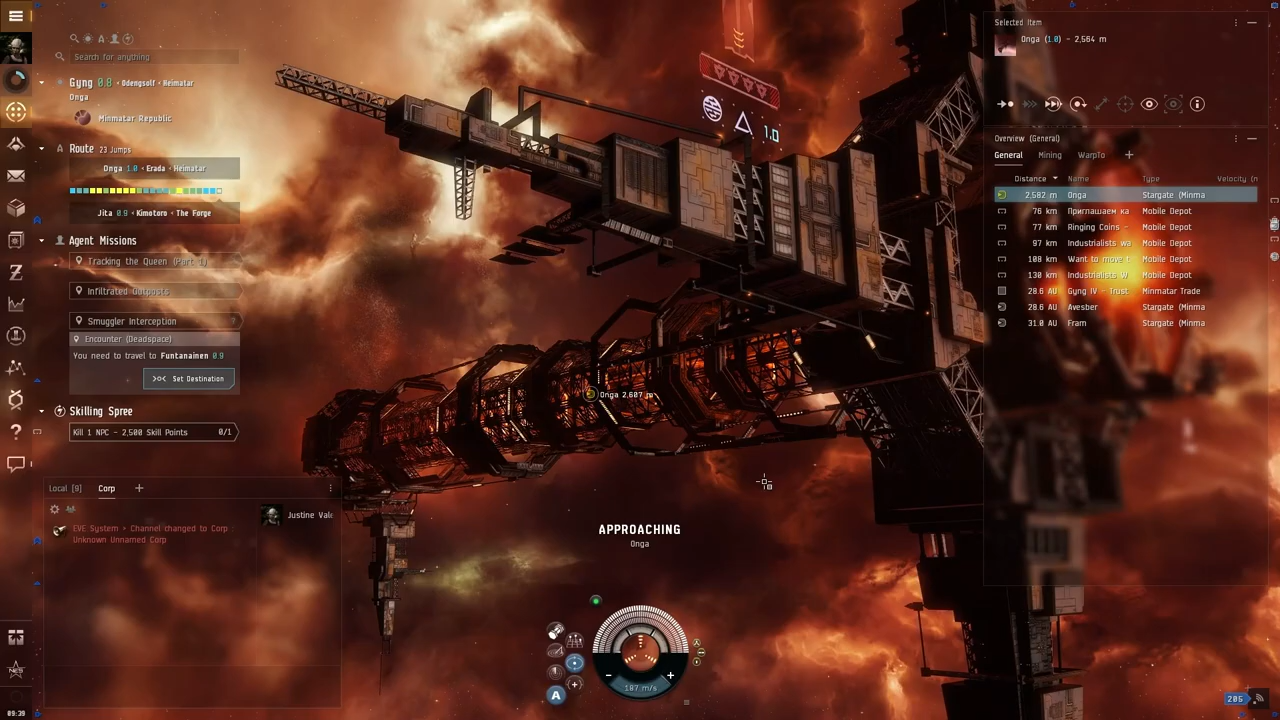 Search for anything
Gyng 0.8 ‹ Odengsolf ‹ Heimatar
Onga
Minmatar Republic
Route 23 Jumps
Onga 1.0 ‹ Erada ‹ Heimatar
Jita 0.9 ‹ Kimotoro ‹ The Forge
Agent Missions
Tracking the Queen (Part 1)
Infiltrated Outposts
Smuggler Interception
Encounter (Deadspace)
You need to travel to Funtanainen 0.9
Set Destination
Skilling Spree
Kill 1 NPC - 2,500 Skill Points 0/1
Local [9] Corp
EVE System > Channel changed to Corp :
Unknown Unnamed Corp
Justine Val
09:39
1.0
Onga 2,607 m
APPROACHING
Onga
187 m/s
A
Selected Item
Onga (1.0) - 2,564 m
Overview (General)
General Mining WarpTo
Distance Name Type Velocity (m
2,582 m Onga Stargate (Minma
76 km Приглашаем ка Mobile Depot
77 km Ringing Coins - Mobile Depot
97 km Industrialists wa Mobile Depot
108 km Want to move t Mobile Depot
130 km Industrialists W Mobile Depot
28.6 AU Gyng IV - Trust Minmatar Trade
28.6 AU Avesber Stargate (Minma
31.0 AU Fram Stargate (Minma
205